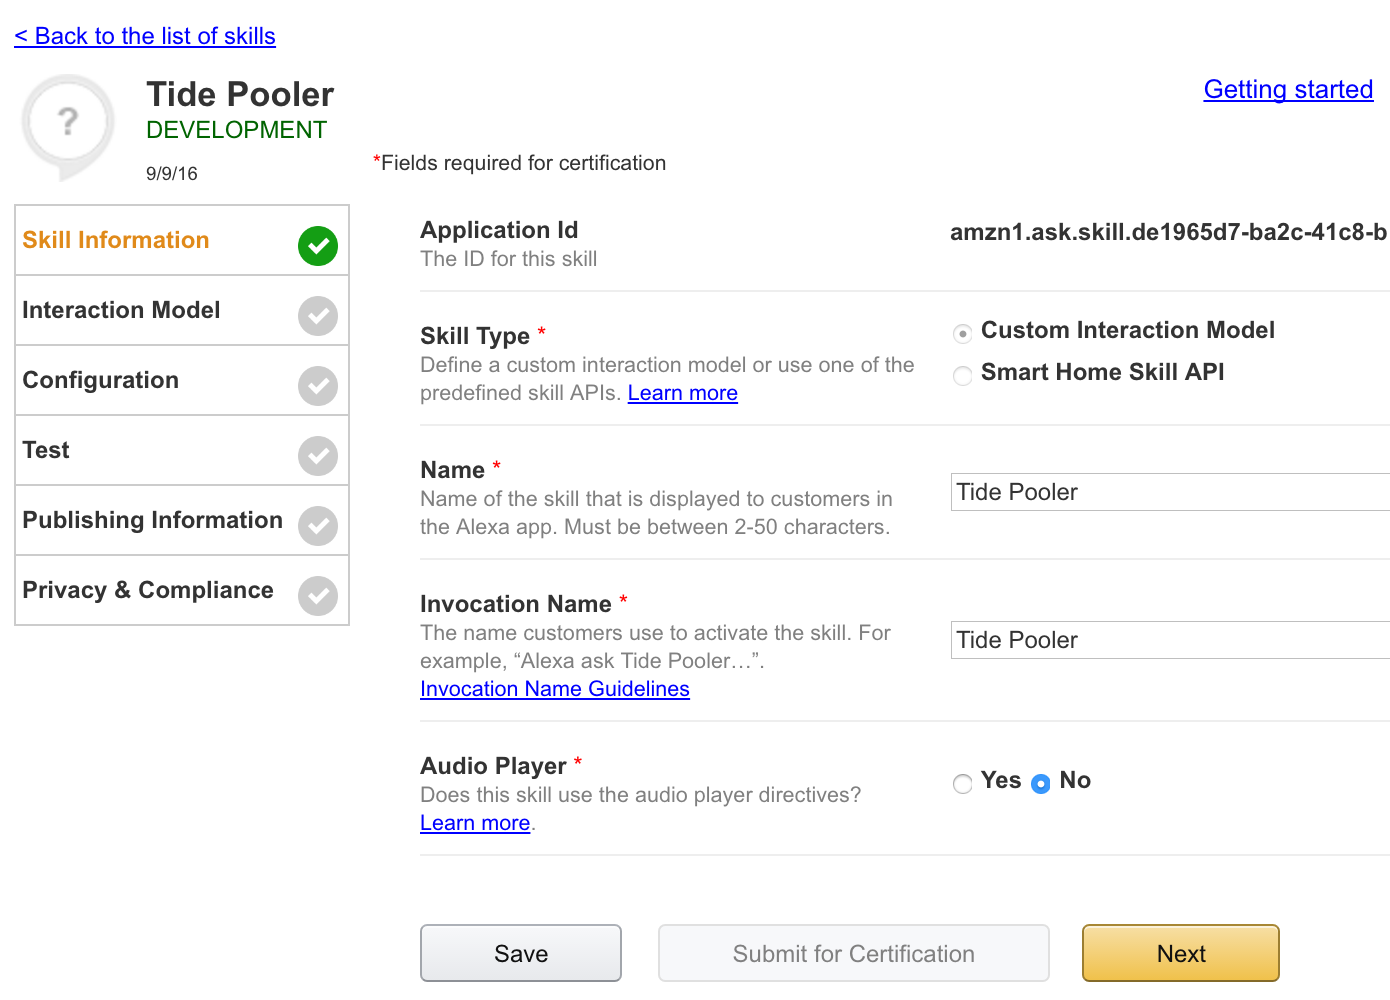 < Back to the list of skills
?
Tide Pooler
DEVELOPMENT
9/9/16
Getting started
*Fields required for certification
Skill Information
Interaction Model
Configuration
Test
Publishing Information
Privacy & Compliance
Application Id
The ID for this skill
amzn1.ask.skill.de1965d7-ba2c-41c8-b
Skill Type *
Define a custom interaction model or use one of the
predefined skill APIs. Learn more
Custom Interaction Model
Smart Home Skill API
Name *
Name of the skill that is displayed to customers in
the Alexa app. Must be between 2-50 characters.
Tide Pooler
Invocation Name *
The name customers use to activate the skill. For
example, “Alexa ask Tide Pooler…”.
Invocation Name Guidelines
Tide Pooler
Audio Player *
Does this skill use the audio player directives?
Learn more.
Yes No
Save
Submit for Certification
Next